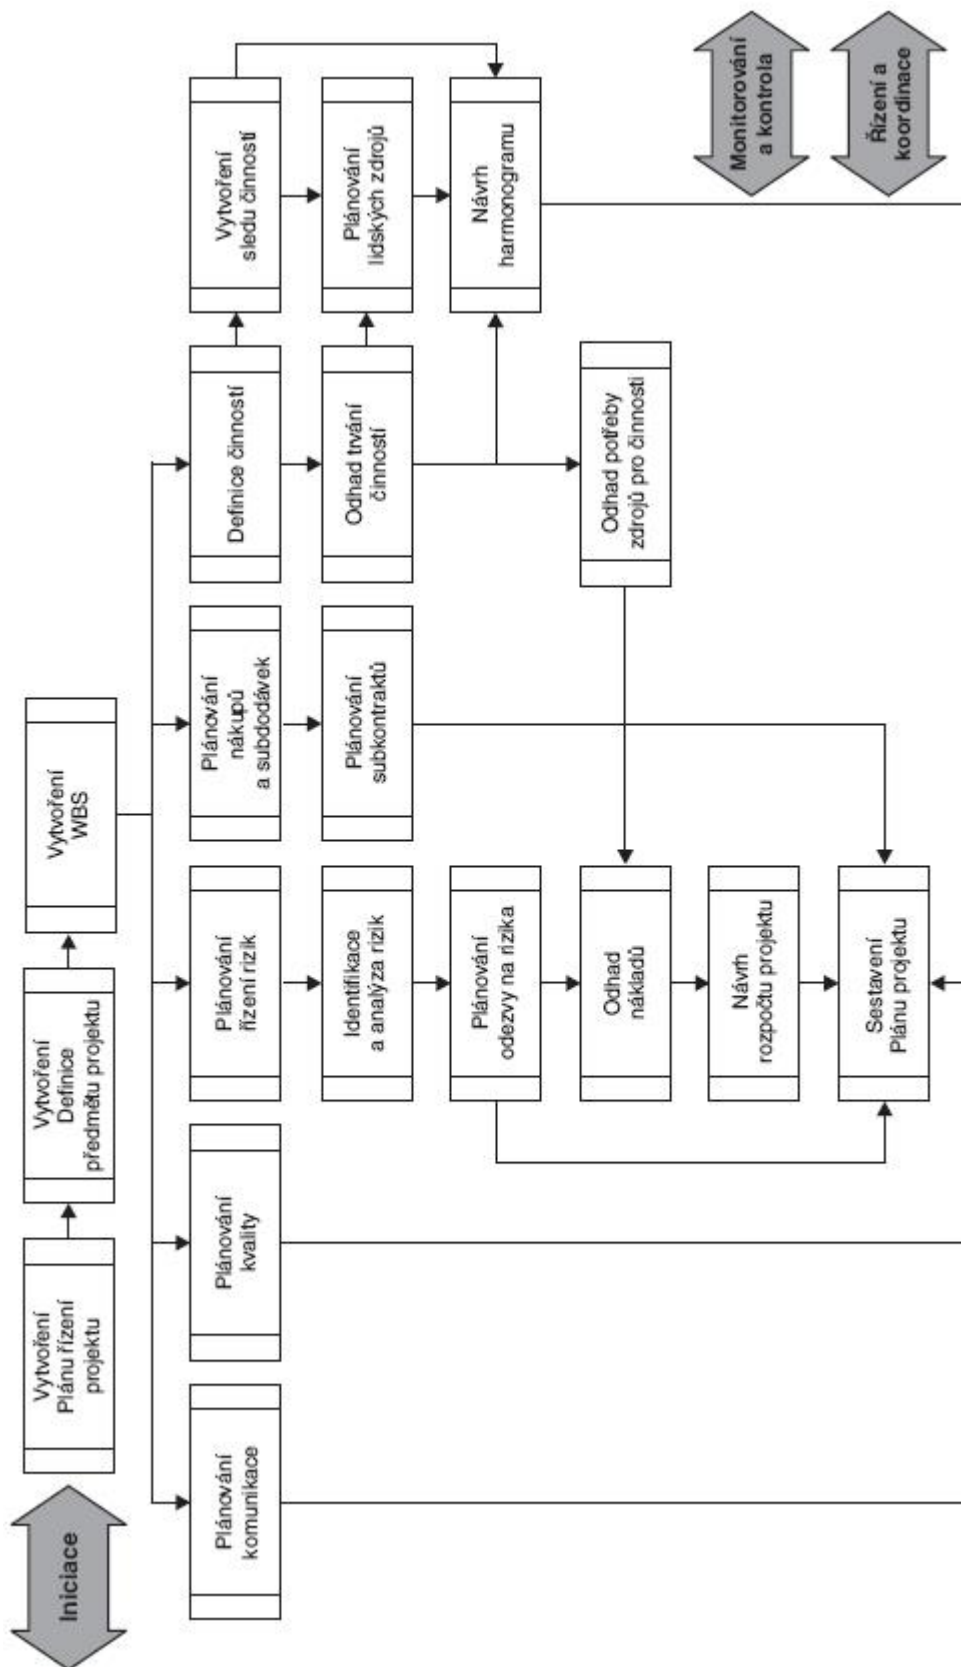 Iniciace
Vytvoření
Plánu řízení
projektu
Vytvoření
Definice
předmětu projektu
Vytvoření
WBS
Plánování
komunikace
Plánování
kvality
Plánování
řízení rizik
Plánování
nákupů
a subdodávek
Definice činností
Vytvoření
sledu činností
Identifikace
a analýza rizik
Plánování
subkontraktů
Odhad trvání
činností
Plánování
lidských zdrojů
Plánování
odezvy na rizika
Návrh
harmonogramu
Odhad
nákladů
Odhad potřeby
zdrojů pro činnosti
Návrh
rozpočtu projektu
Monitorování
a kontrola
Sestavení
Plánu projektu
Řízení a
koordinace